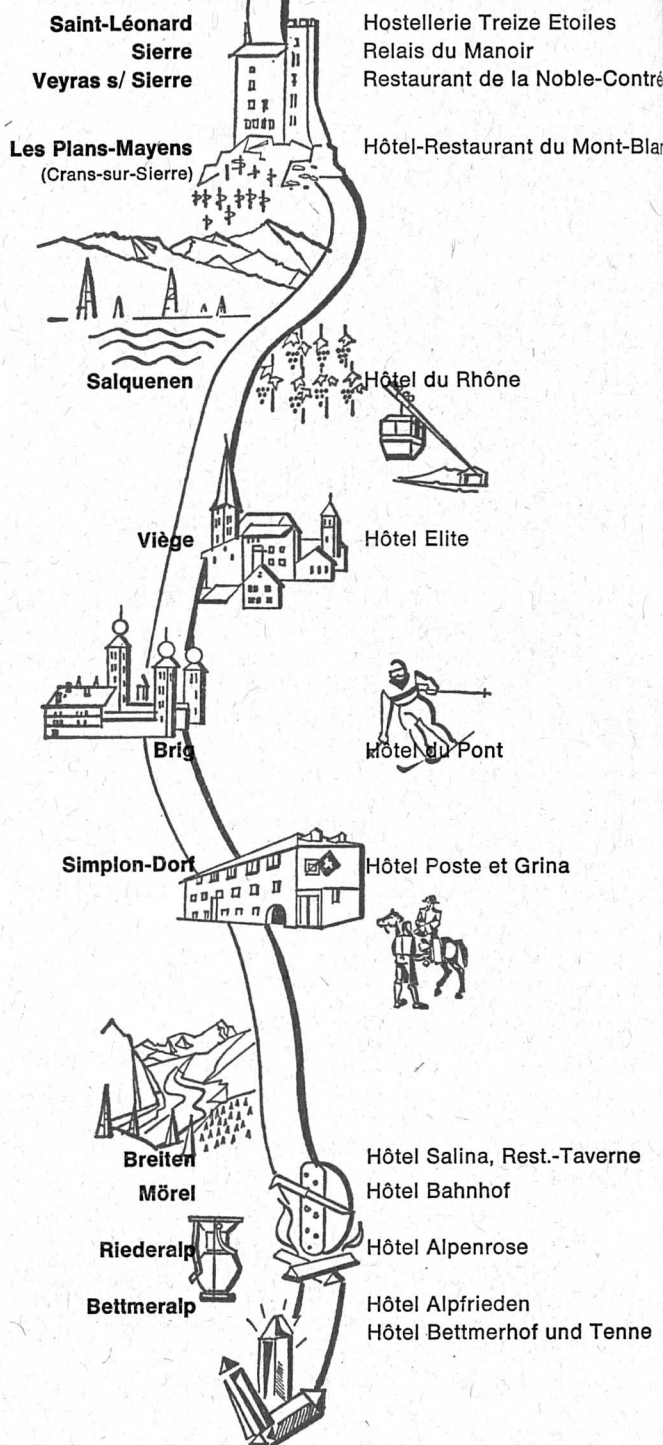 Saint-Léonard Hostellerie Treize Etoiles
Sierre Relais du Manoir
Veyras s/ Sierre Restaurant de la Noble-Contré
Les Plans-Mayens Hôtel-Restaurant du Mont-Blan
(Crans-sur-Sierre)
Salquenen Hôtel du Rhône
Viège Hôtel Elite
Brig Hôtel du Pont
Simplon-Dorf Hôtel Poste et Grina
Breiten Hôtel Salina, Rest.-Taverne
Mörel Hôtel Bahnhof
Riederalp Hôtel Alpenrose
Bettmeralp Hôtel Alpfrieden
Hôtel Bettmerhof und Tenne